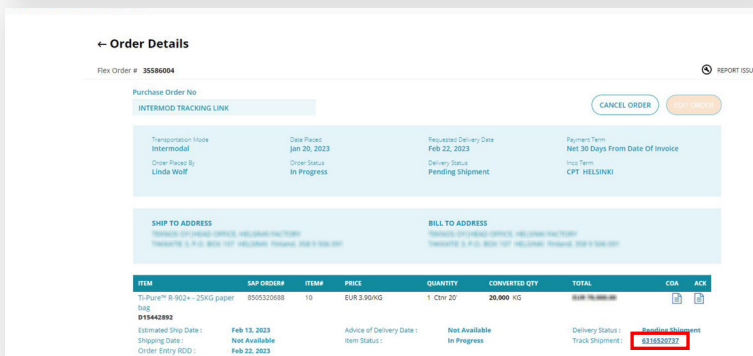 ← Order Details
Flex Order # 35586004
REPORT ISSU
Purchase Order No
INTERMOD TRACKING LINK
CANCEL ORDER EDIT ORDER
Transportation Mode Date Placed Requested Delivery Date Payment Term
Intermodal Jan 20, 2023 Feb 22, 2023 Net 30 Days From Date Of Invoice
Order Placed By Order Status Delivery Status Inco Term
Linda Wolf In Progress Pending Shipment CPT HELSINKI
SHIP TO ADDRESS BILL TO ADDRESS
ITEM SAP ORDER# ITEM# PRICE QUANTITY CONVERTED QTY TOTAL COA ACK
Ti-Pure™ R-902+ - 25KG paper 8505320688 10 EUR 3.90/KG 1 Ctnr 20' 20,000 KG
bag
D15442892
Estimated Ship Date : Feb 13, 2023 Advice of Delivery Date : Not Available Delivery Status : Pending Shipment
Shipping Date : Not Available Item Status : In Progress Track Shipment : 6316520737
Order Entry RDD : Feb 22, 2023